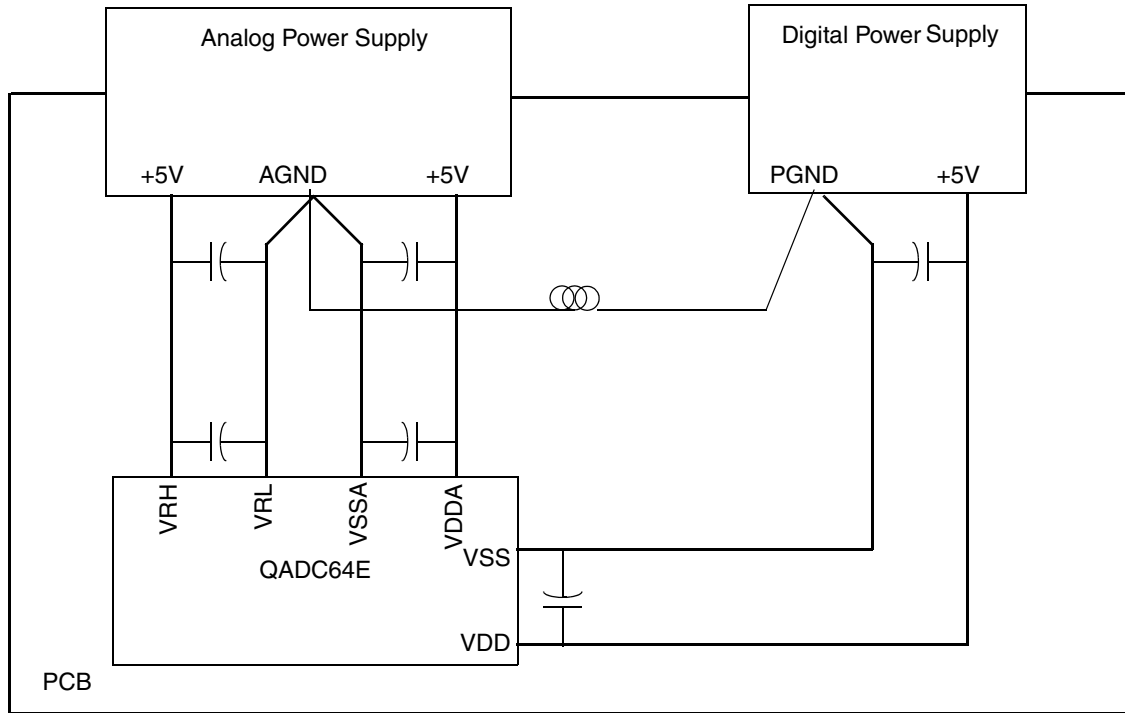 Analog Power Supply
Digital Power Supply
+5V
AGND
+5V
PGND
+5V
VRH
VRL
VSSA
VDDA
VSS
QADC64E
VDD
PCB